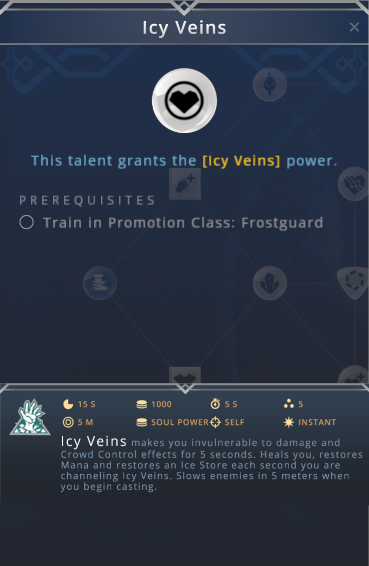 Icy Veins
This talent grants the [Icy Veins] power.
PREREQUISITES
Train in Promotion Class: Frostguard
15 S 1000 5 S 5
5 M SOUL POWER SELF INSTANT
Icy Veins makes you invulnerable to damage and
Crowd Control effects for 5 seconds. Heals you, restores
Mana and restores an Ice Store each second you are
channeling Icy Veins. Slows enemies in 5 meters when
you begin casting.